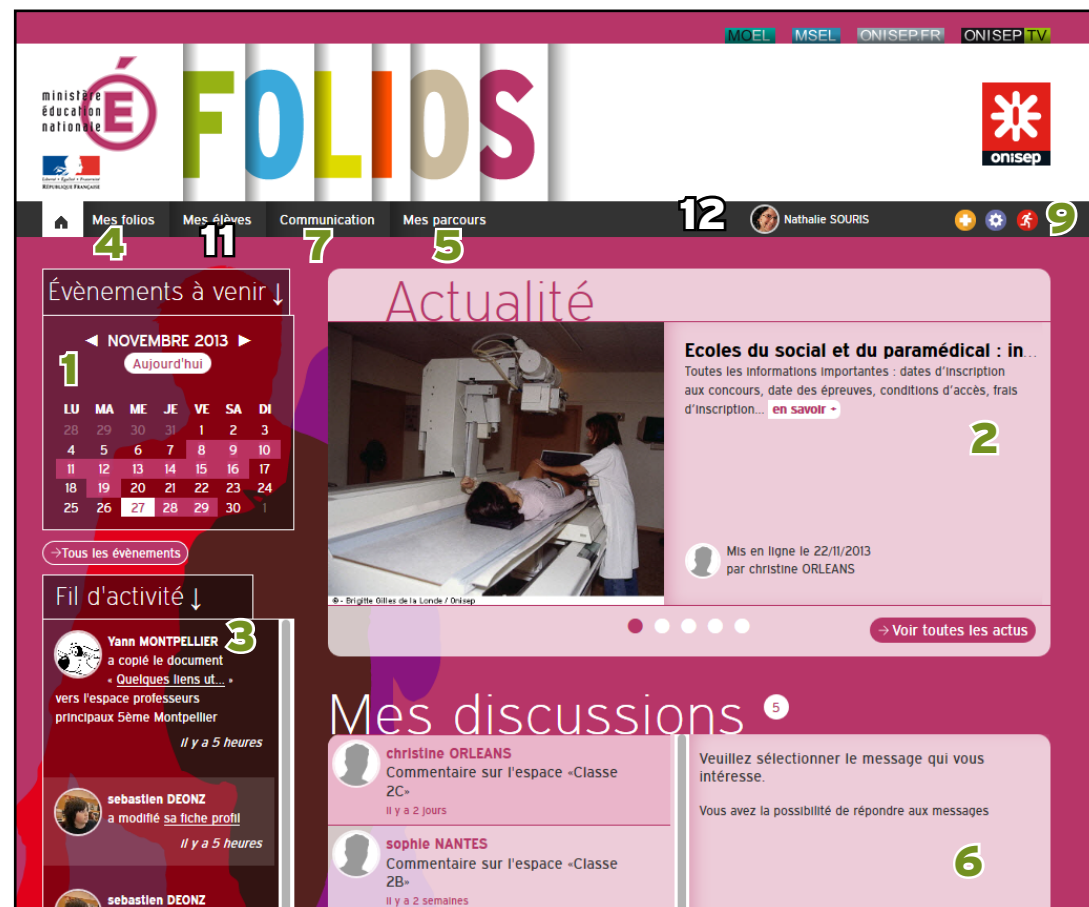 MOEL MSEL ONISEP.FR ONISEP TV
ministère
éducation
nationale
É
Liberté • Égalité • Fraternité
RÉPUBLIQUE FRANÇAISE
FOLIOS
onisep
Mes folios Mes élèves Communication Mes parcours 12 Nathalie SOURIS 9
4 11 7 5
Évènements à venir ↓
◄ NOVEMBRE 2013 ►
1
Aujourd'hui
LU MA ME JE VE SA DI
28 29 30 31 1 2 3
4 5 6 7 8 9 10
11 12 13 14 15 16 17
18 19 20 21 22 23 24
25 26 27 28 29 30 1
→Tous les évènements
Fil d'activité ↓
3
Yann MONTPELLIER
a copié le document
« Quelques liens ut... »
vers l'espace professeurs
principaux 5ème Montpellier
Il y a 5 heures
sebastien DEONZ
a modifié sa fiche profil
Il y a 5 heures
sebastien DEONZ
Actualité
© - Brigitte Gilles de la Londe / Onisep
Ecoles du social et du paramédical : in...
Toutes les informations importantes : dates d'inscription
aux concours, date des épreuves, conditions d'accès, frais
d'inscription... en savoir +
2
Mis en ligne le 22/11/2013
par christine ORLEANS
→ Voir toutes les actus
Mes discussions 5
christine ORLEANS
Commentaire sur l'espace «Classe
2C»
Il y a 2 jours
sophie NANTES
Commentaire sur l'espace «Classe
2B»
Il y a 2 semaines
Veuillez sélectionner le message qui vous
intéresse.
Vous avez la possibilité de répondre aux messages
6